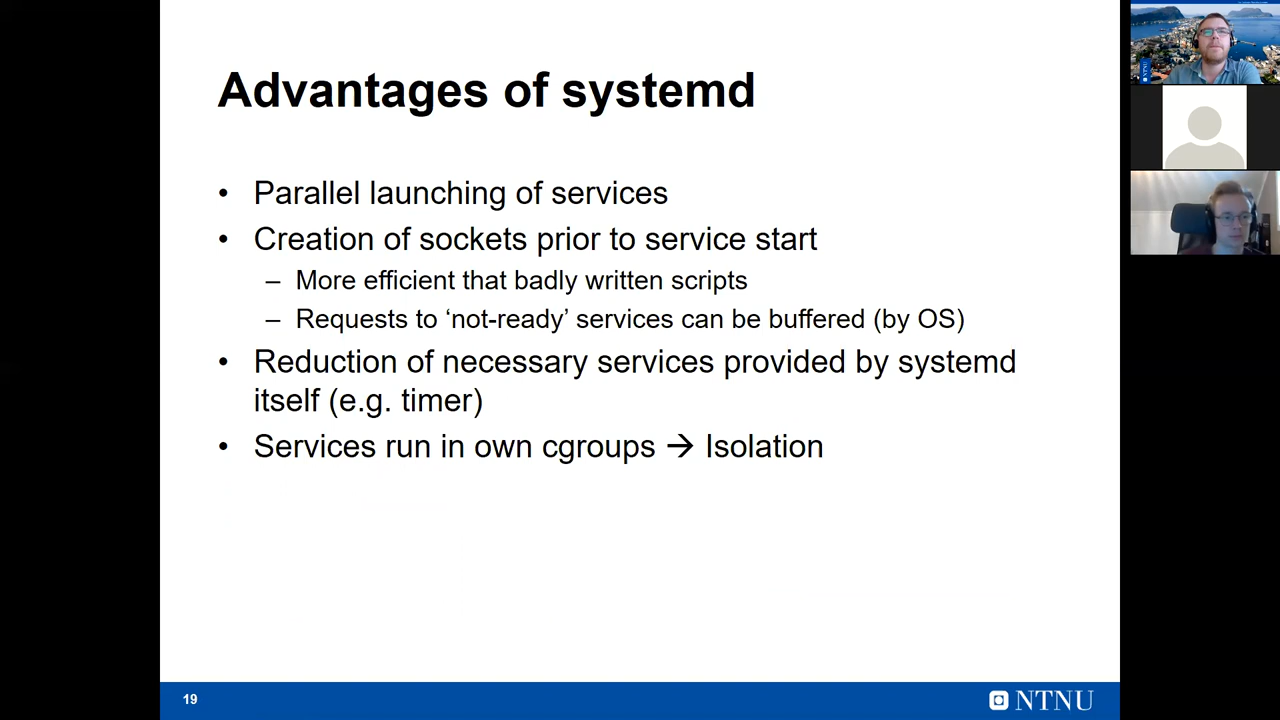 Advantages of systemd
• Parallel launching of services
• Creation of sockets prior to service start
– More efficient that badly written scripts
– Requests to ‘not-ready’ services can be buffered (by OS)
• Reduction of necessary services provided by systemd
itself (e.g. timer)
• Services run in own cgroups → Isolation
19
NTNU
NTNU